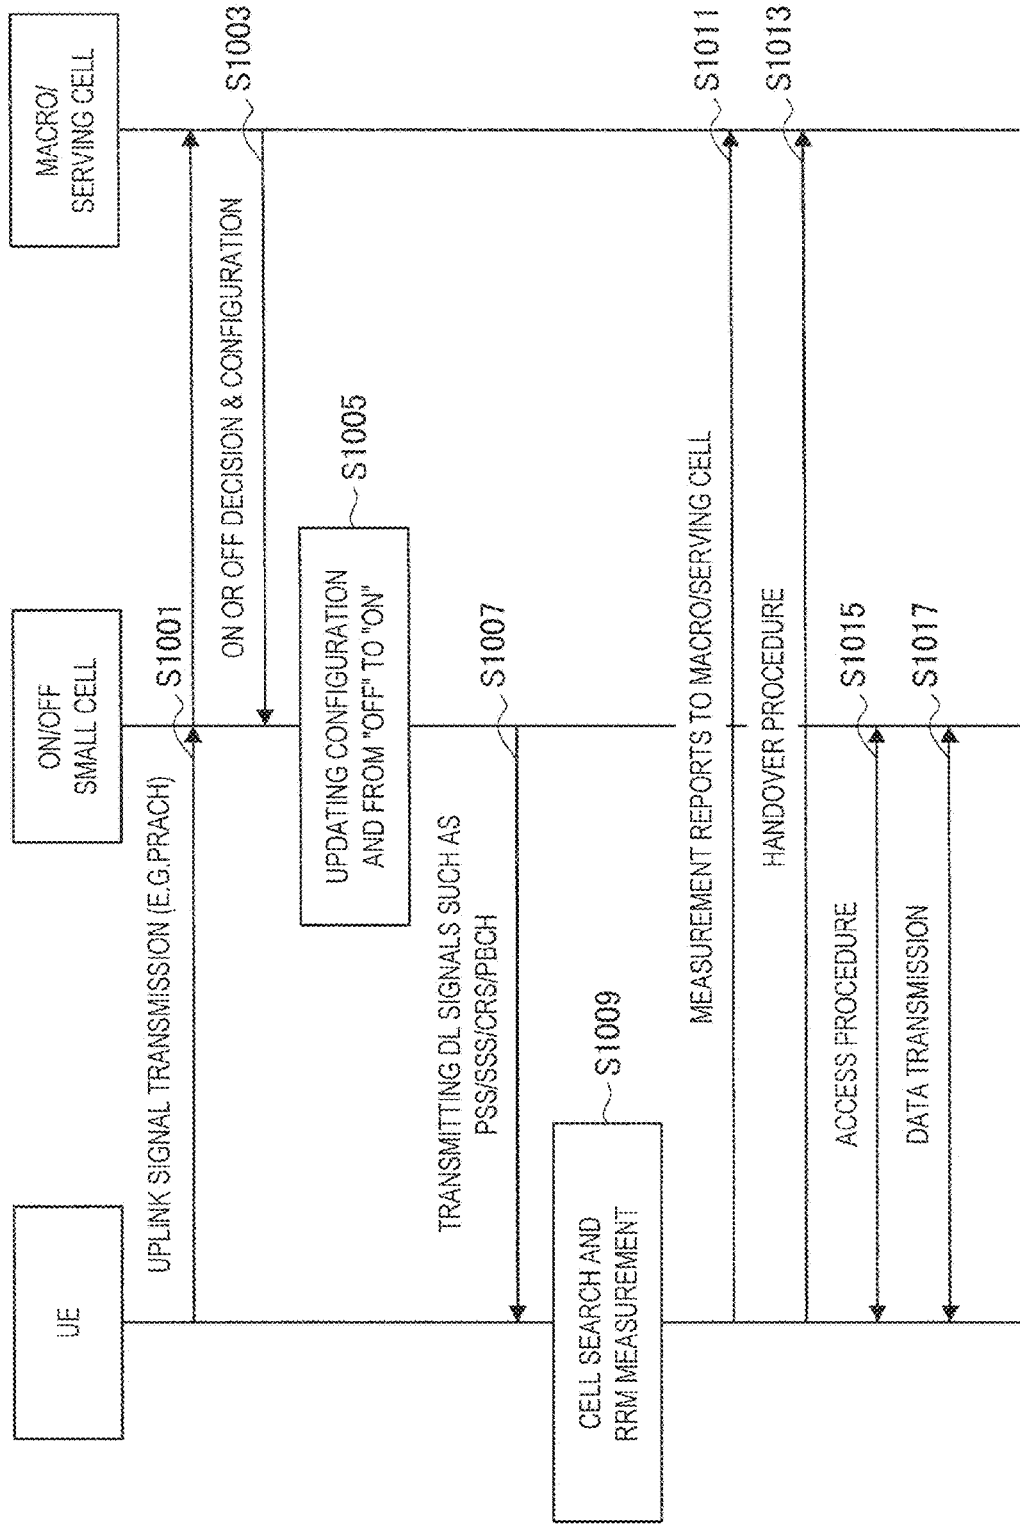 UE
ON/OFF
SMALL CELL
MACRO/
SERVING CELL
UPLINK SIGNAL TRANSMISSION (E.G.PRACH)
S1001
ON OR OFF DECISION & CONFIGURATION
S1003
UPDATING CONFIGURATION
AND FROM "OFF" TO "ON"
S1005
TRANSMITTING DL SIGNALS SUCH AS
PSS/SSS/CRS/PBCH
S1007
CELL SEARCH AND
RRM MEASUREMENT
S1009
MEASUREMENT REPORTS TO MACRO/SERVING CELL
S1011
HANDOVER PROCEDURE
S1013
ACCESS PROCEDURE
S1015
DATA TRANSMISSION
S1017